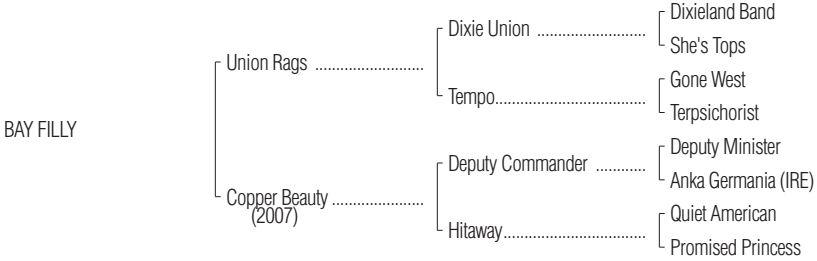 Dixieland Band
Dixie Union ..........................
She's Tops
Union Rags ..........................
Gone West
Tempo....................................
Terpsichorist
BAY FILLY
Deputy Minister
Deputy Commander ............
Anka Germania (IRE)
Copper Beauty ......................
(2007)
Quiet American
Hitaway..................................
Promised Princess